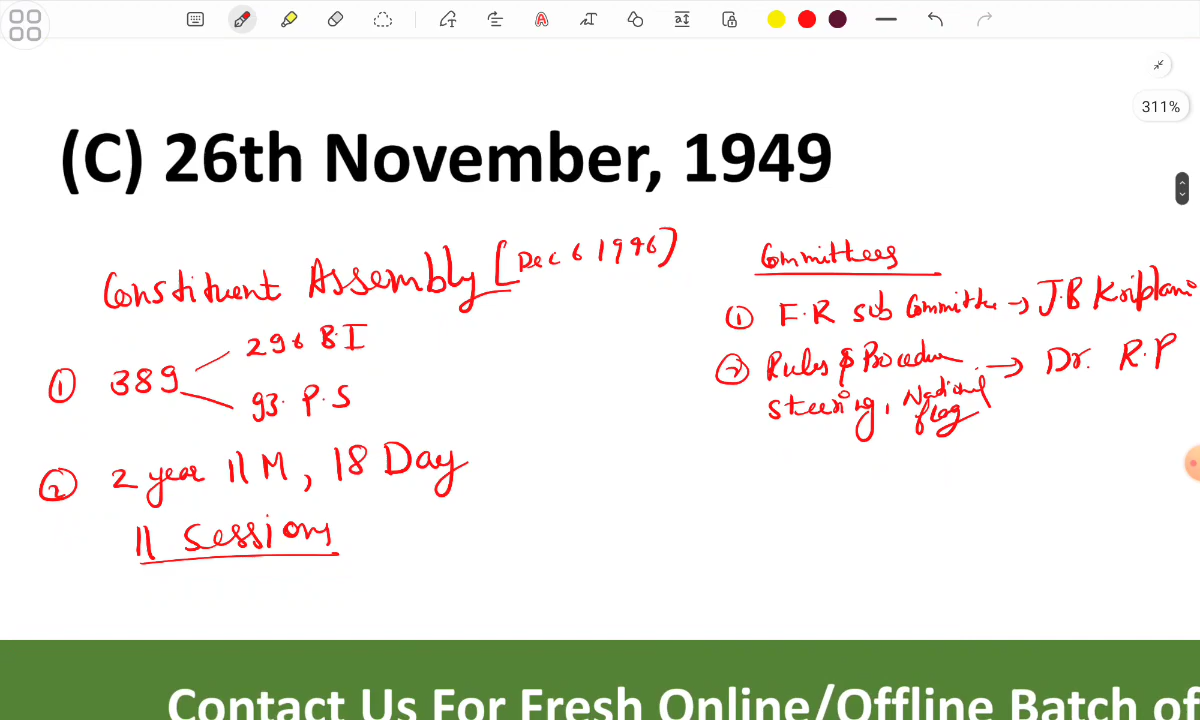 311%
(C) 26th November, 1949
Constituent Assembly [Dec 6 1946)
① 389
296 B.I
93. P.S
② 2 year 11 M, 18 Day
11 Sessions
Committees
① F.R Sub Committee → J.B Kriplani
② Rules & Procedure → Dr. R.P
Steering, National flag
Contact Us For Fresh Online/Offline Batch of